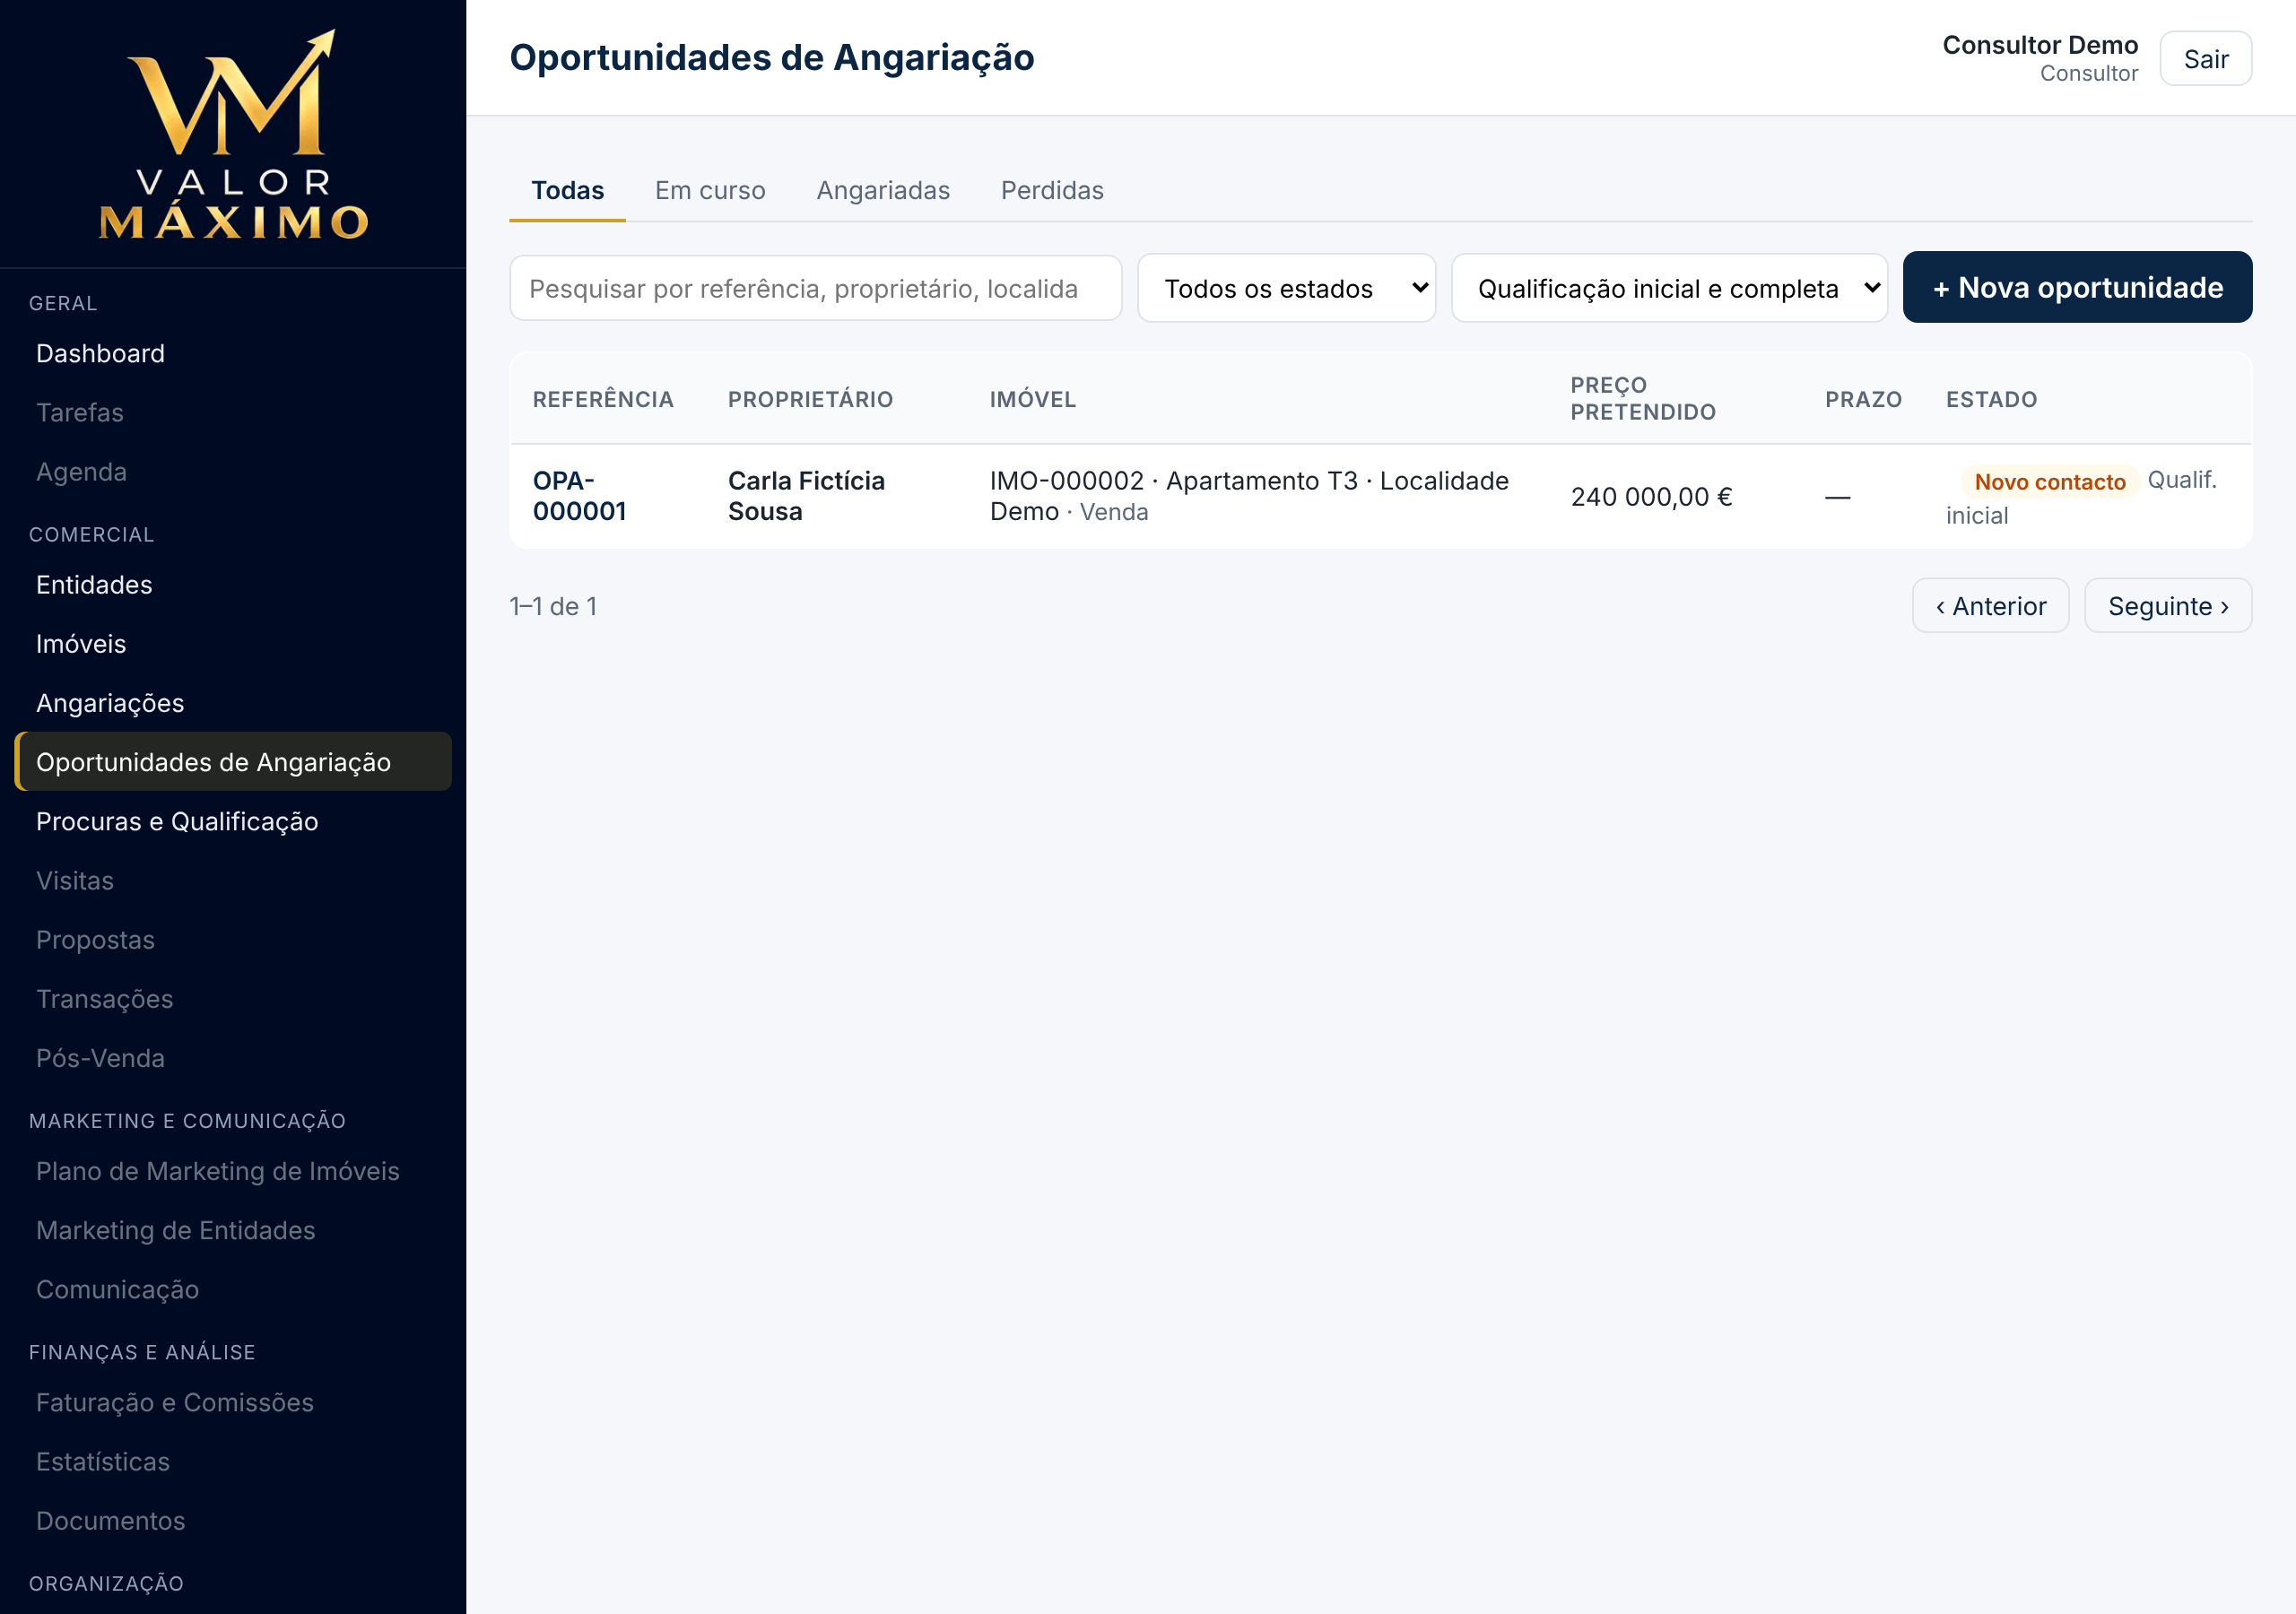 VM
VALOR
MÁXIMO
GERAL
Dashboard
Tarefas
Agenda
COMERCIAL
Entidades
Imóveis
Angariações
Oportunidades de Angariação
Procuras e Qualificação
Visitas
Propostas
Transações
Pós-Venda
MARKETING E COMUNICAÇÃO
Plano de Marketing de Imóveis
Marketing de Entidades
Comunicação
FINANÇAS E ANÁLISE
Faturação e Comissões
Estatísticas
Documentos
ORGANIZAÇÃO
Oportunidades de Angariação
Consultor Demo
Consultor
Sair
Todas Em curso Angariadas Perdidas
Pesquisar por referência, proprietário, localida
Todos os estados
Qualificação inicial e completa
+ Nova oportunidade
REFERÊNCIA PROPRIETÁRIO IMÓVEL PREÇO PRETENDIDO PRAZO ESTADO
OPA-
000001
Carla Fictícia
Sousa
IMO-000002 · Apartamento T3 · Localidade
Demo · Venda
240 000,00 €
—
Novo contacto Qualif.
inicial
1–1 de 1
‹ Anterior
Seguinte ›